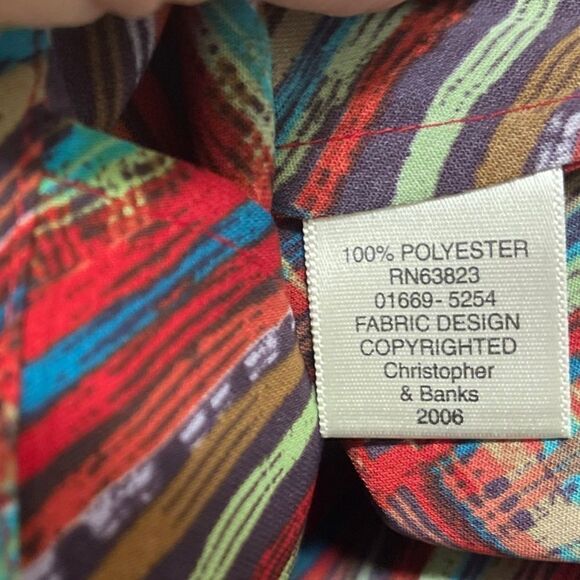 100% POLYESTER
RN63823
01669-5254
FABRIC DESIGN
COPYRIGHTED
Christopher
& Banks
2006